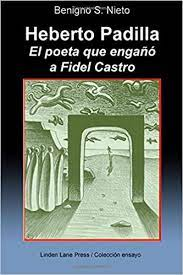 Benigno S. Nieto
Heberto Padilla
El poeta que engañó
a Fidel Castro
Linden Lane Press / Colección ensayo